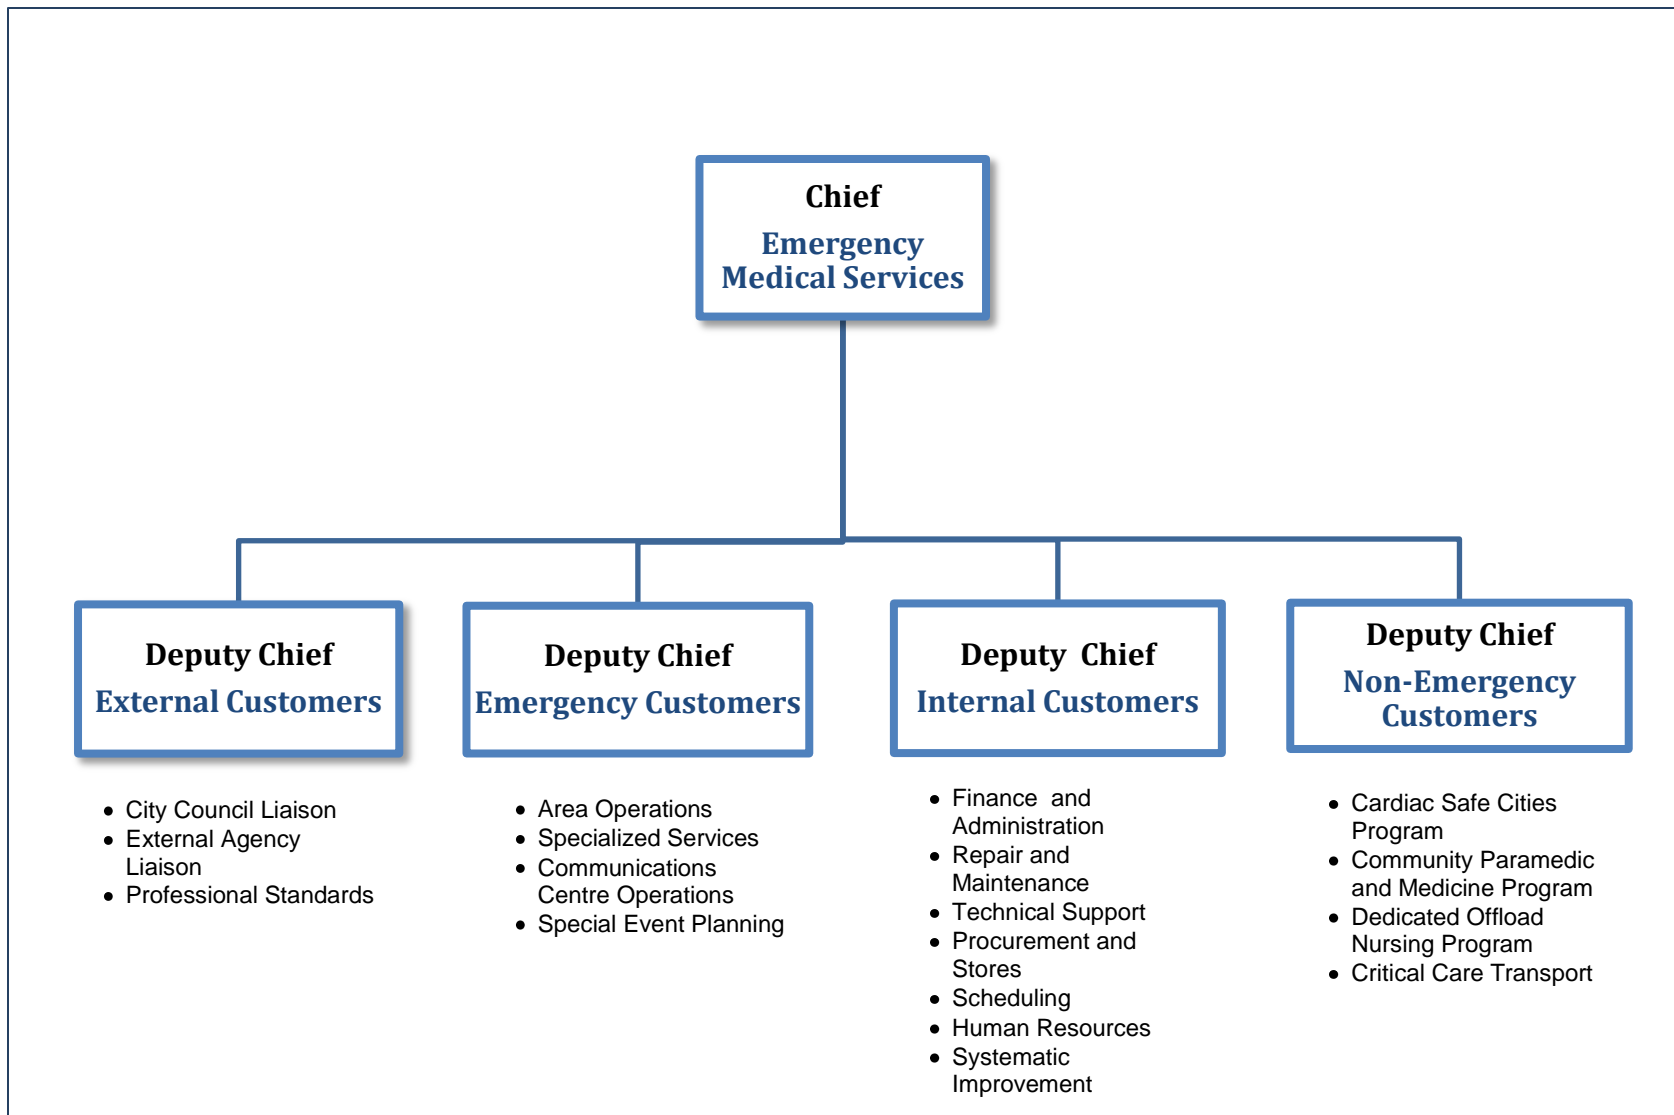 Chief
Emergency
Medical Services
Deputy Chief
External Customers
Deputy Chief
Emergency Customers
Deputy  Chief
Internal Customers
Deputy Chief
Non-Emergency
Customers
• City Council Liaison
• External Agency
Liaison
• Professional Standards
• Area Operations
• Specialized Services
• Communications
Centre Operations
• Special Event Planning
• Finance  and
Administration
• Repair and
Maintenance
• Technical Support
• Procurement and
Stores
• Scheduling
• Human Resources
• Systematic
Improvement
• Cardiac Safe Cities
Program
• Community Paramedic
and Medicine Program
• Dedicated Offload
Nursing Program
• Critical Care Transport